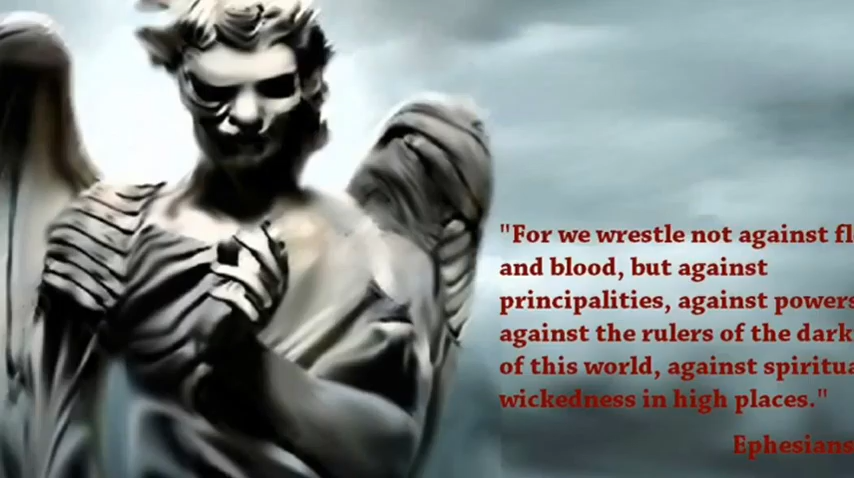 "For we wrestle not against fl
and blood, but against
principalities, against powers
against the rulers of the dark
of this world, against spiritua
wickedness in high places."
Ephesians